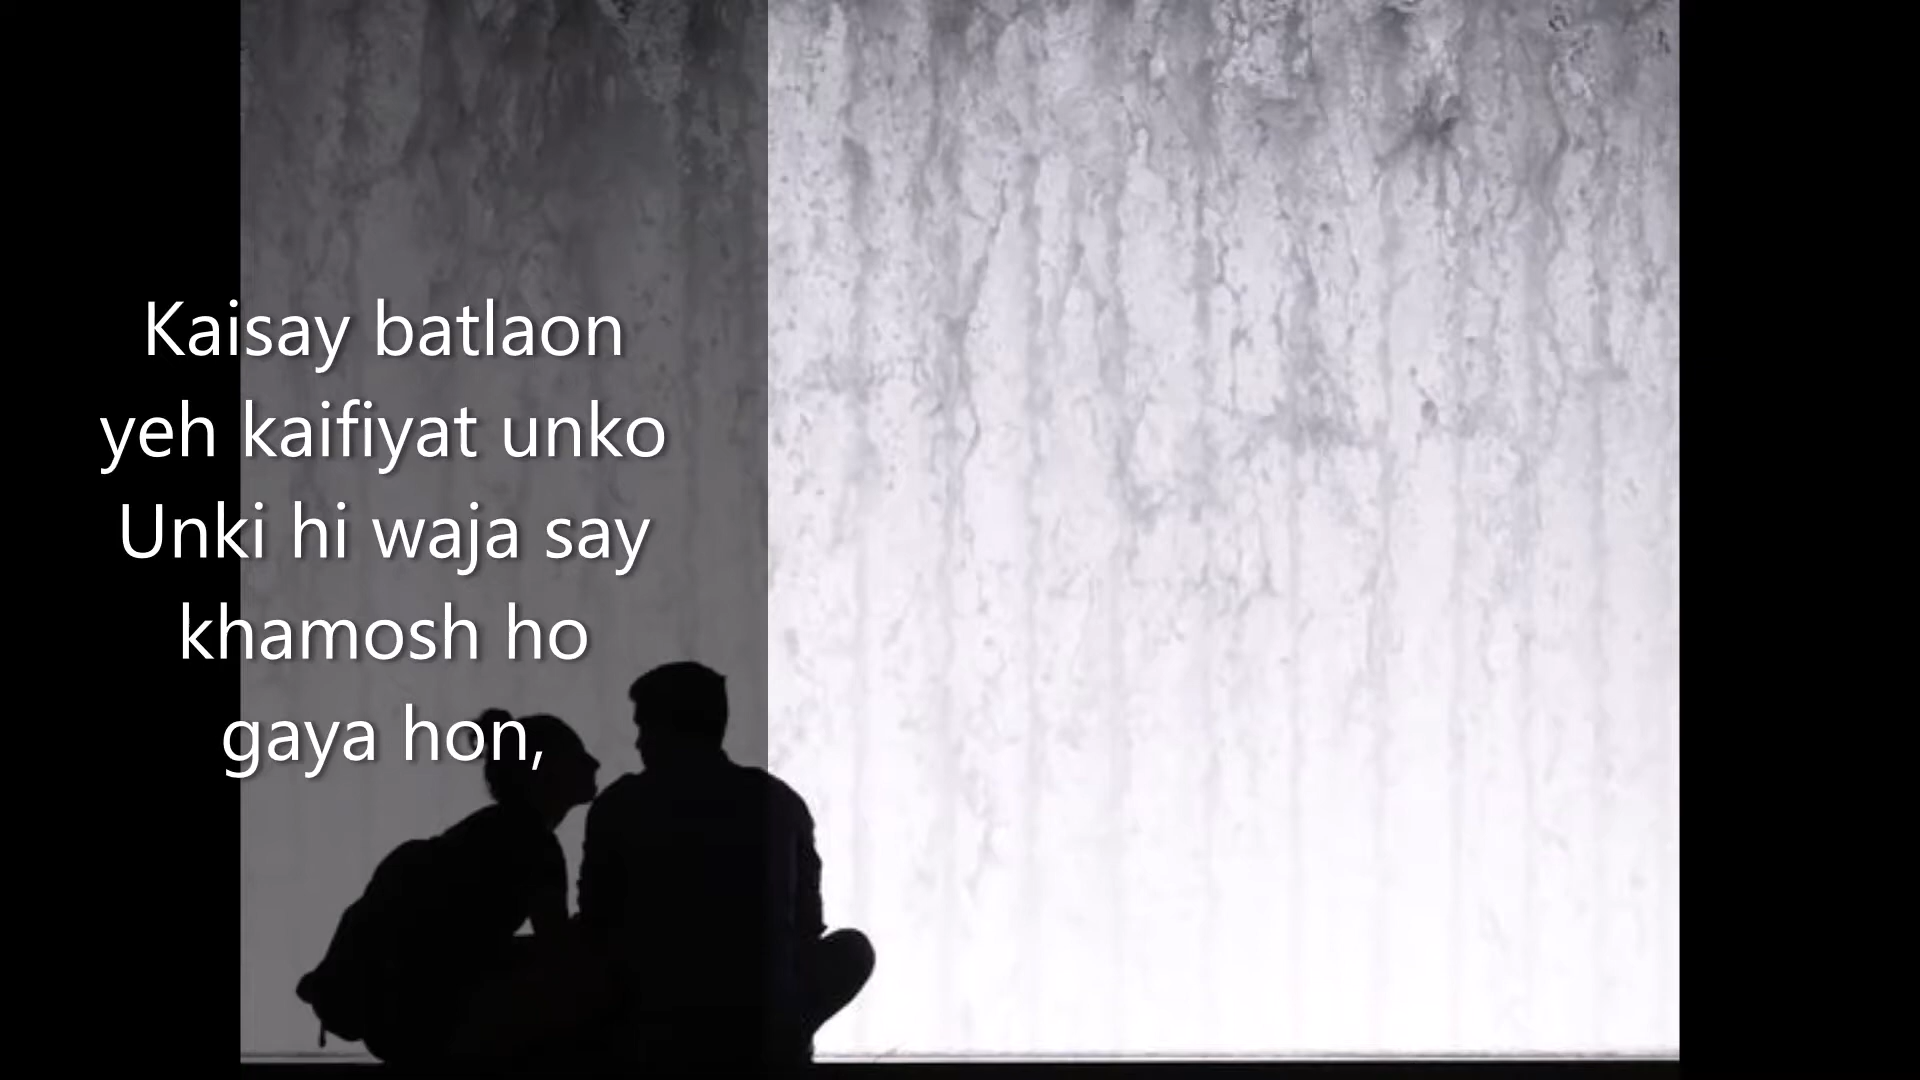 Kaisay batlaon
yeh kaifiyat unko
Unki hi waja say
khamosh ho
gaya hon,